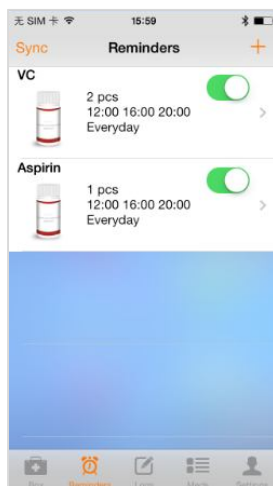 无 SIM 卡 15:59
Sync Reminders +
VC
2 pcs
12:00 16:00 20:00
Everyday
Aspirin
1 pcs
12:00 16:00 20:00
Everyday
Reminders
Settings